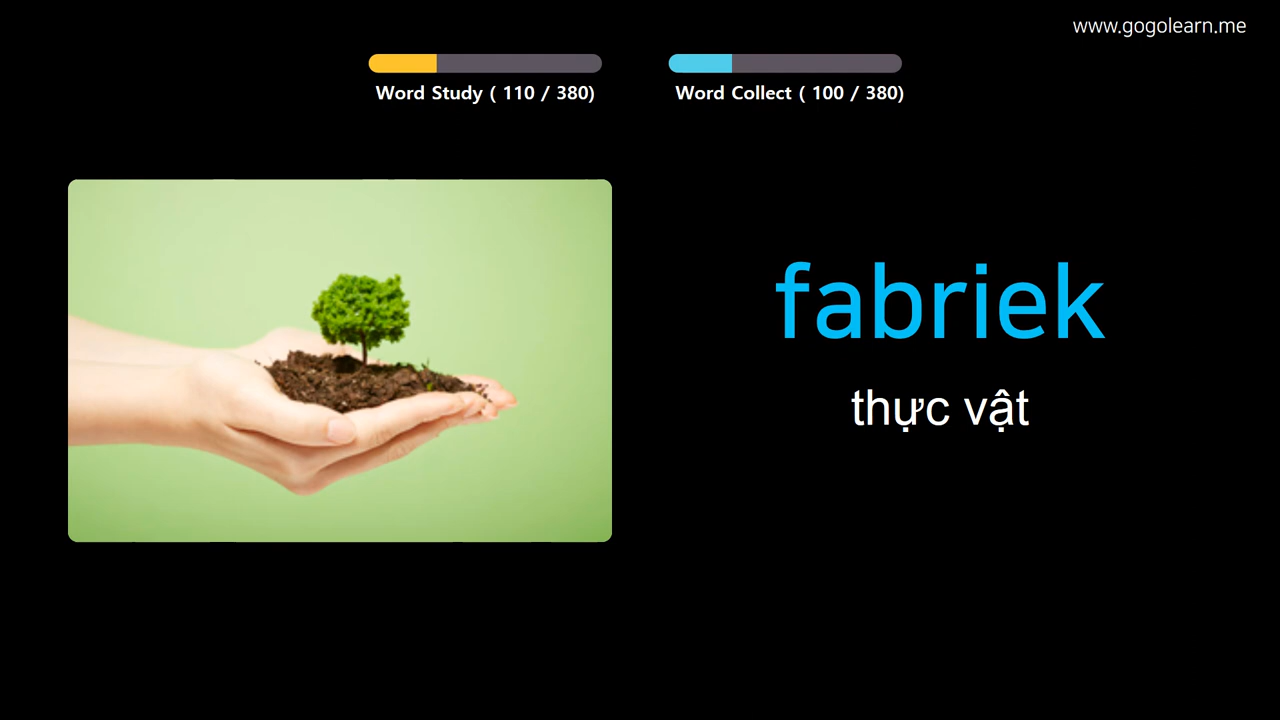 www.gogolearn.me
Word Study ( 110 / 380)
Word Collect ( 100 / 380)
fabriek
thực vật